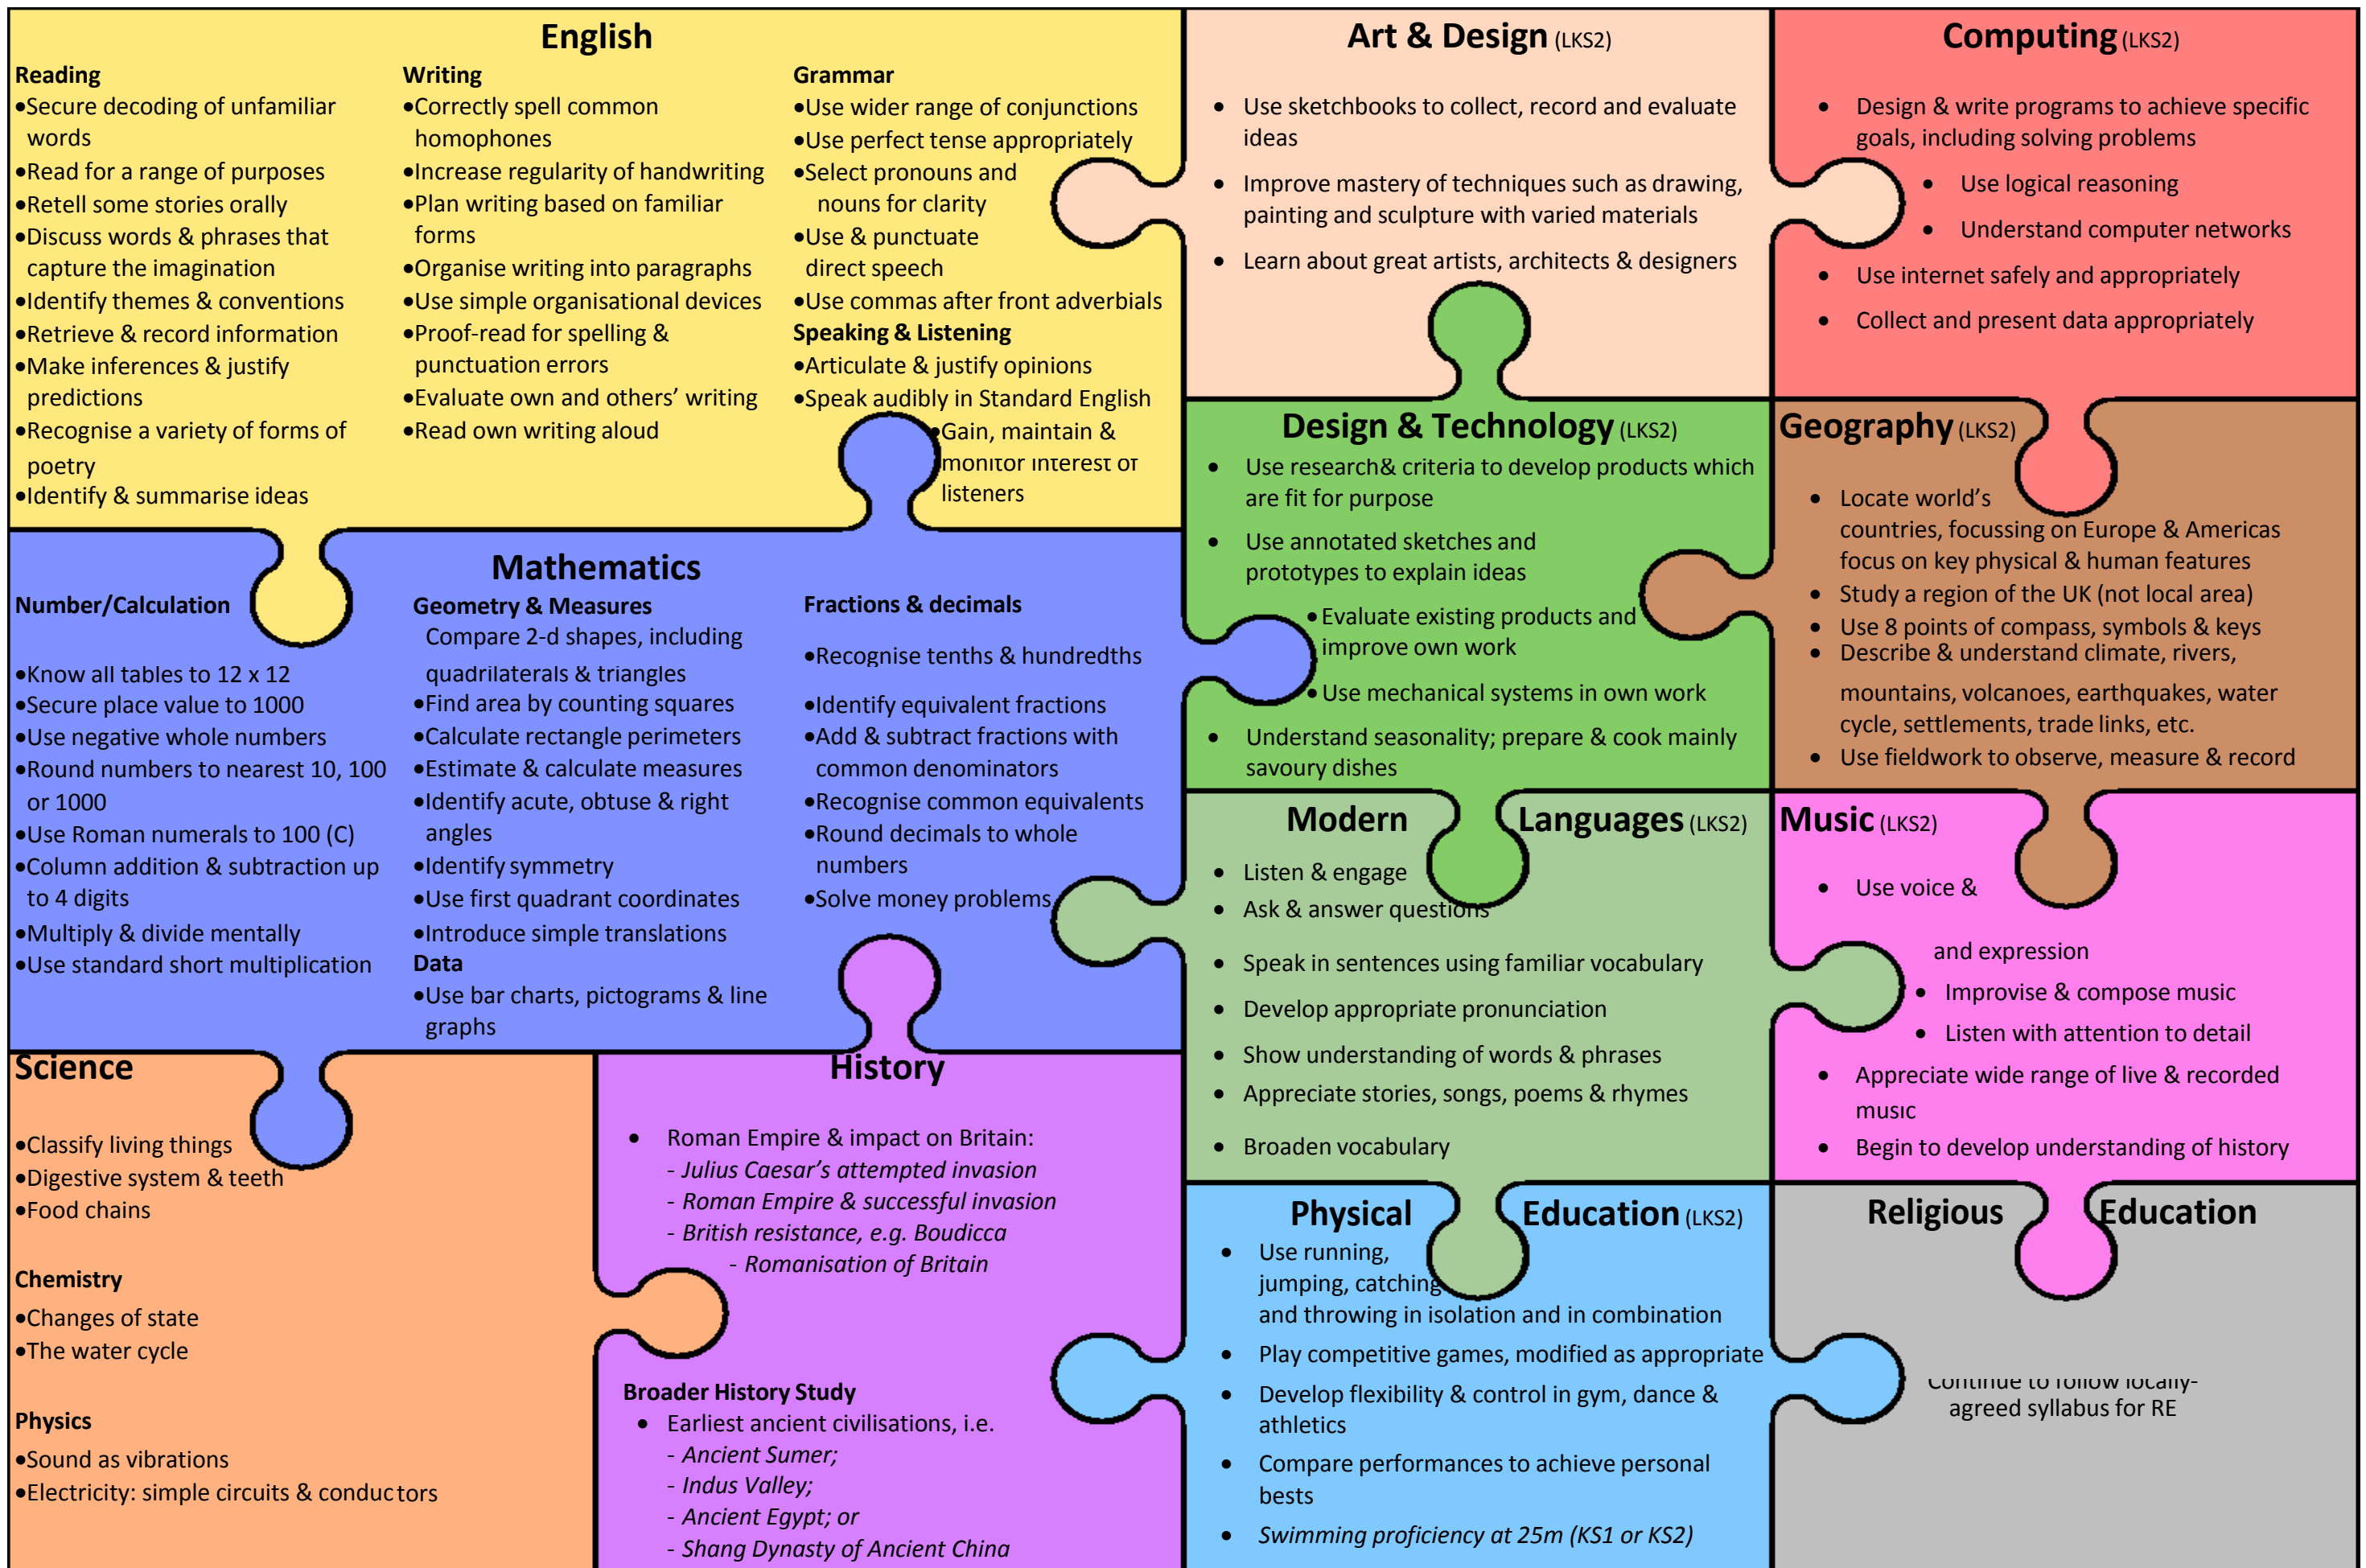 English
Reading
•Secure decoding of unfamiliar
words
•Read for a range of purposes
•Retell some stories orally
•Discuss words & phrases that
capture the imagination
•Identify themes & conventions
•Retrieve & record information
•Make inferences & justify
predictions
•Recognise a variety of forms of
poetry
•Identify & summarise ideas
Writing
•Correctly spell common
homophones
•Increase regularity of handwriting
•Plan writing based on familiar
forms
•Organise writing into paragraphs
•Use simple organisational devices
•Proof-read for spelling &
punctuation errors
•Evaluate own and others’ writing
•Read own writing aloud
Grammar
•Use wider range of conjunctions
•Use perfect tense appropriately
•Select pronouns and
nouns for clarity
•Use & punctuate
direct speech
•Use commas after front adverbials
Speaking & Listening
•Articulate & justify opinions
•Speak audibly in Standard English
•Gain, maintain &
monitor interest of
listeners
Art & Design (LKS2)
• Use sketchbooks to collect, record and evaluate
ideas
• Improve mastery of techniques such as drawing,
painting and sculpture with varied materials
• Learn about great artists, architects & designers
Computing (LKS2)
• Design & write programs to achieve specific
goals, including solving problems
• Use logical reasoning
• Understand computer networks
• Use internet safely and appropriately
• Collect and present data appropriately
Design & Technology (LKS2)
• Use research& criteria to develop products which
are fit for purpose
• Use annotated sketches and
prototypes to explain ideas
• Evaluate existing products and
improve own work
• Use mechanical systems in own work
• Understand seasonality; prepare & cook mainly
savoury dishes
Geography (LKS2)
• Locate world’s
countries, focussing on Europe & Americas
focus on key physical & human features
• Study a region of the UK (not local area)
• Use 8 points of compass, symbols & keys
• Describe & understand climate, rivers,
mountains, volcanoes, earthquakes, water
cycle, settlements, trade links, etc.
• Use fieldwork to observe, measure & record
Mathematics
Number/Calculation
•Know all tables to 12 x 12
•Secure place value to 1000
•Use negative whole numbers
•Round numbers to nearest 10, 100
or 1000
•Use Roman numerals to 100 (C)
•Column addition & subtraction up
to 4 digits
•Multiply & divide mentally
•Use standard short multiplication
Geometry & Measures
Compare 2-d shapes, including
quadrilaterals & triangles
•Find area by counting squares
•Calculate rectangle perimeters
•Estimate & calculate measures
•Identify acute, obtuse & right
angles
•Identify symmetry
•Use first quadrant coordinates
•Introduce simple translations
Data
•Use bar charts, pictograms & line
graphs
Fractions & decimals
•Recognise tenths & hundredths
•Identify equivalent fractions
•Add & subtract fractions with
common denominators
•Recognise common equivalents
•Round decimals to whole
numbers
•Solve money problems
Modern Languages (LKS2)
• Listen & engage
• Ask & answer questions
• Speak in sentences using familiar vocabulary
• Develop appropriate pronunciation
• Show understanding of words & phrases
• Appreciate stories, songs, poems & rhymes
• Broaden vocabulary
Music (LKS2)
• Use voice &
and expression
• Improvise & compose music
• Listen with attention to detail
• Appreciate wide range of live & recorded
music
• Begin to develop understanding of history
Science
•Classify living things
•Digestive system & teeth
•Food chains
Chemistry
•Changes of state
•The water cycle
Physics
•Sound as vibrations
•Electricity: simple circuits & conductors
History
• Roman Empire & impact on Britain:
- Julius Caesar’s attempted invasion
- Roman Empire & successful invasion
- British resistance, e.g. Boudicca
- Romanisation of Britain
Broader History Study
• Earliest ancient civilisations, i.e.
- Ancient Sumer;
- Indus Valley;
- Ancient Egypt; or
- Shang Dynasty of Ancient China
Physical Education (LKS2)
• Use running,
jumping, catching
and throwing in isolation and in combination
• Play competitive games, modified as appropriate
• Develop flexibility & control in gym, dance &
athletics
• Compare performances to achieve personal
bests
• Swimming proficiency at 25m (KS1 or KS2)
Religious Education
Continue to follow locally-
agreed syllabus for RE